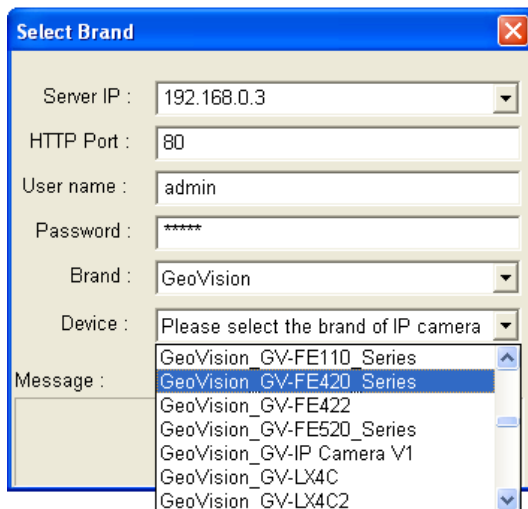 Select Brand
Server IP : 192.168.0.3
HTTP Port : 80
User name : admin
Password : *****
Brand : GeoVision
Device : Please select the brand of IP camera
GeoVision_GV-FE110_Series
Message : GeoVision_GV-FE420_Series
GeoVision_GV-FE422
GeoVision_GV-FE520_Series
GeoVision_GV-IP Camera V1
GeoVision_GV-LX4C
GeoVision_GV-LX4C2